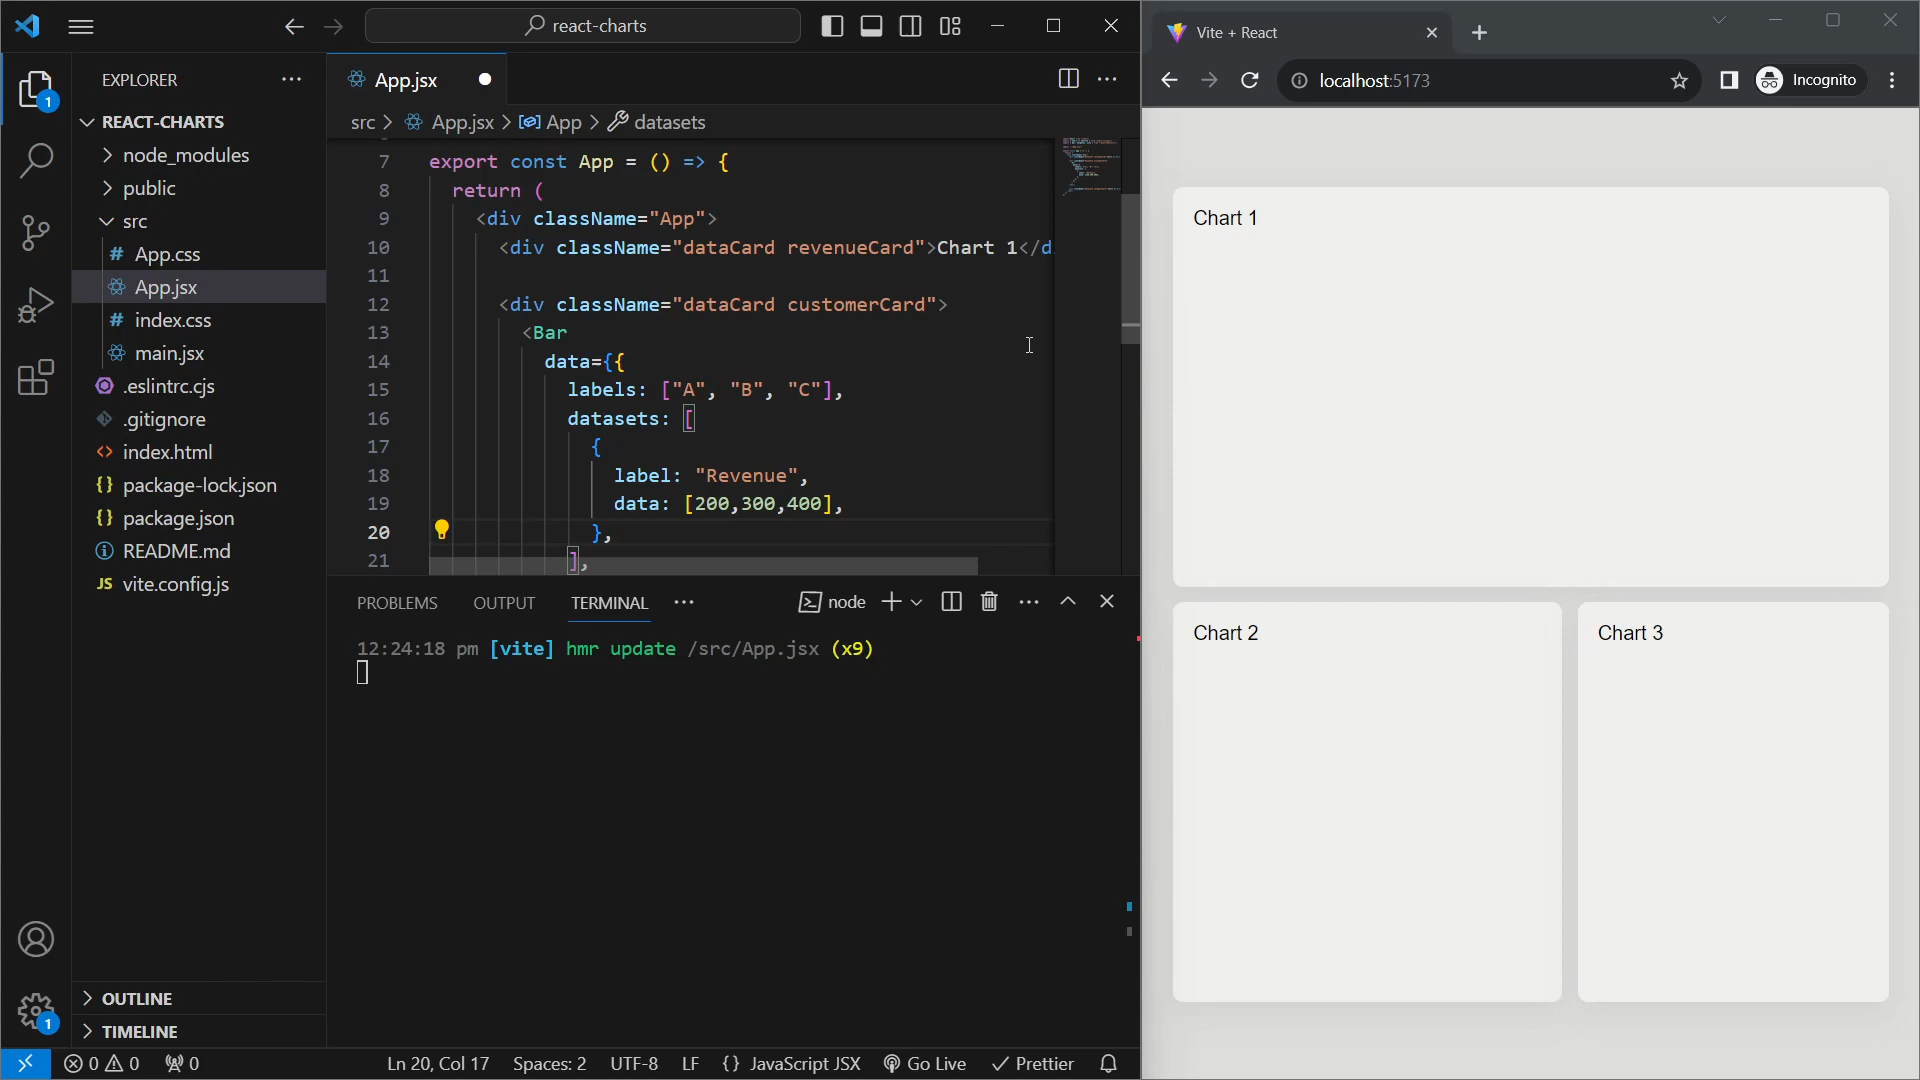 react-charts
EXPLORER
REACT-CHARTS
node_modules
public
src
# App.css
App.jsx
# index.css
main.jsx
.eslintrc.cjs
.gitignore
<> index.html
{} package-lock.json
{} package.json
README.md
JS vite.config.js
OUTLINE
TIMELINE
1
1
App.jsx
src > App.jsx > App > datasets
7 export const App = () => {
8 return (
9 <div className="App">
10 <div className="dataCard revenueCard">Chart 1</d
11
12 <div className="dataCard customerCard">
13 <Bar
14 data={{
15 labels: ["A", "B", "C"],
16 datasets: [
17 {
18 label: "Revenue",
19 data: [200,300,400],
20 },
21 ],
PROBLEMS OUTPUT TERMINAL node
12:24:18 pm [vite] hmr update /src/App.jsx (x9)
0 0 0 Ln 20, Col 17 Spaces: 2 UTF-8 LF {} JavaScript JSX Go Live Prettier
Vite + React
localhost:5173
Incognito
Chart 1
Chart 2
Chart 3